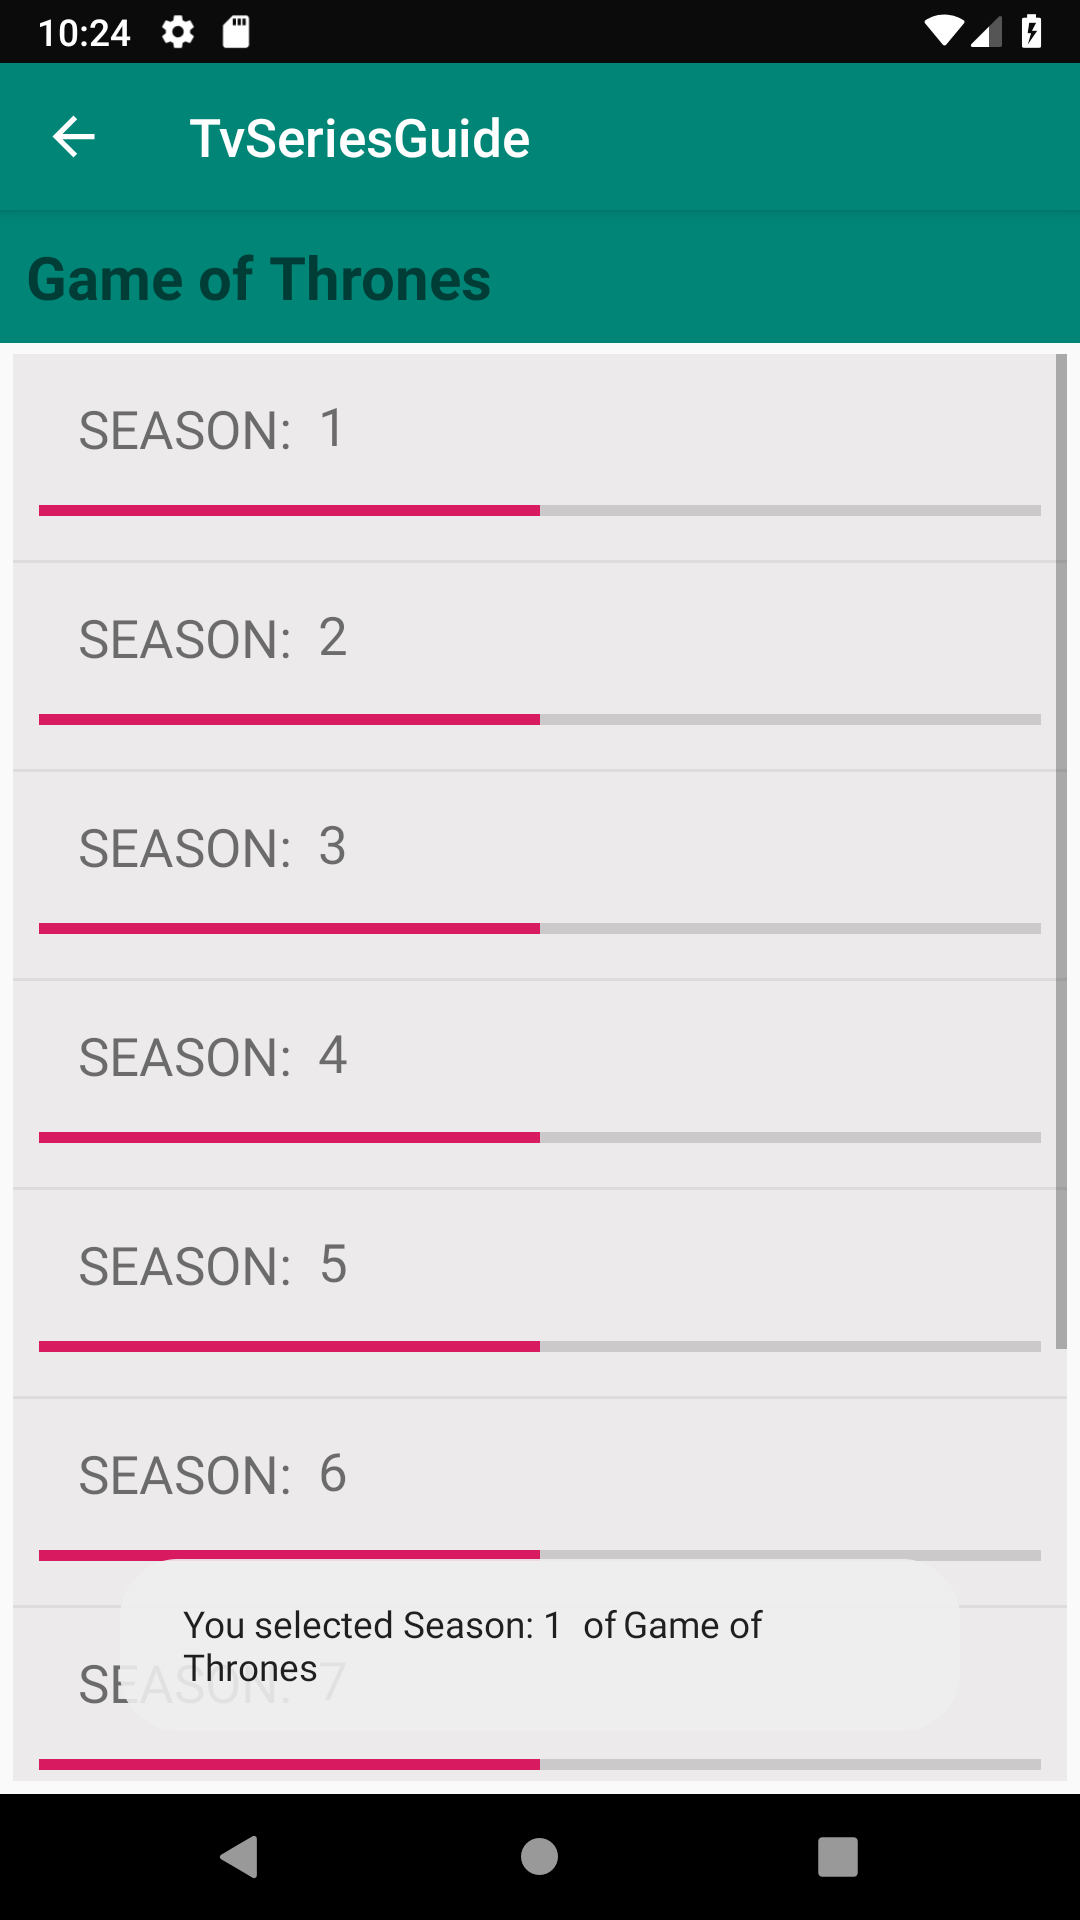 10:24
TvSeriesGuide
Game of Thrones
SEASON: 1
SEASON: 2
SEASON: 3
SEASON: 4
SEASON: 5
SEASON: 6
SEASON: 7
You selected Season: 1 of Game of
Thrones